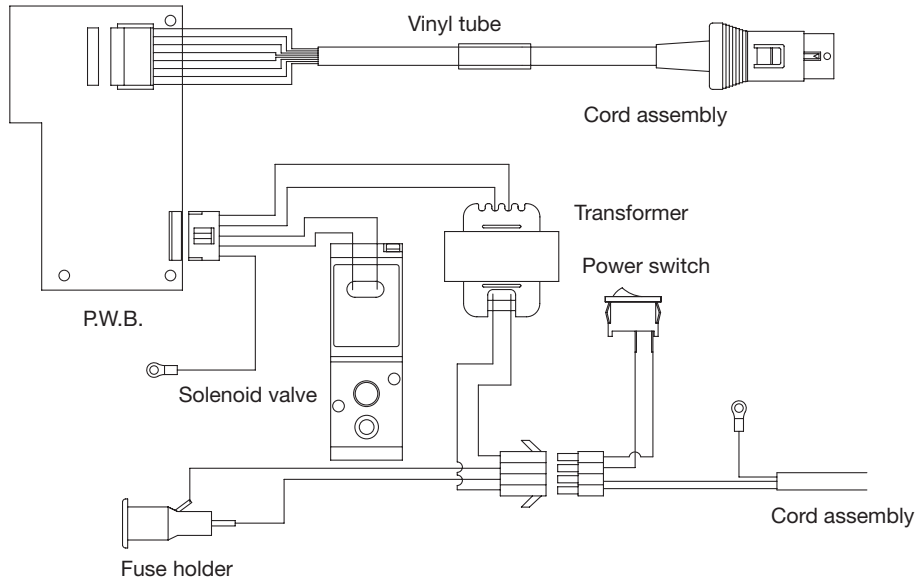 Vinyl tube
Cord assembly
Transformer
Power switch
P.W.B.
Solenoid valve
Cord assembly
Fuse holder